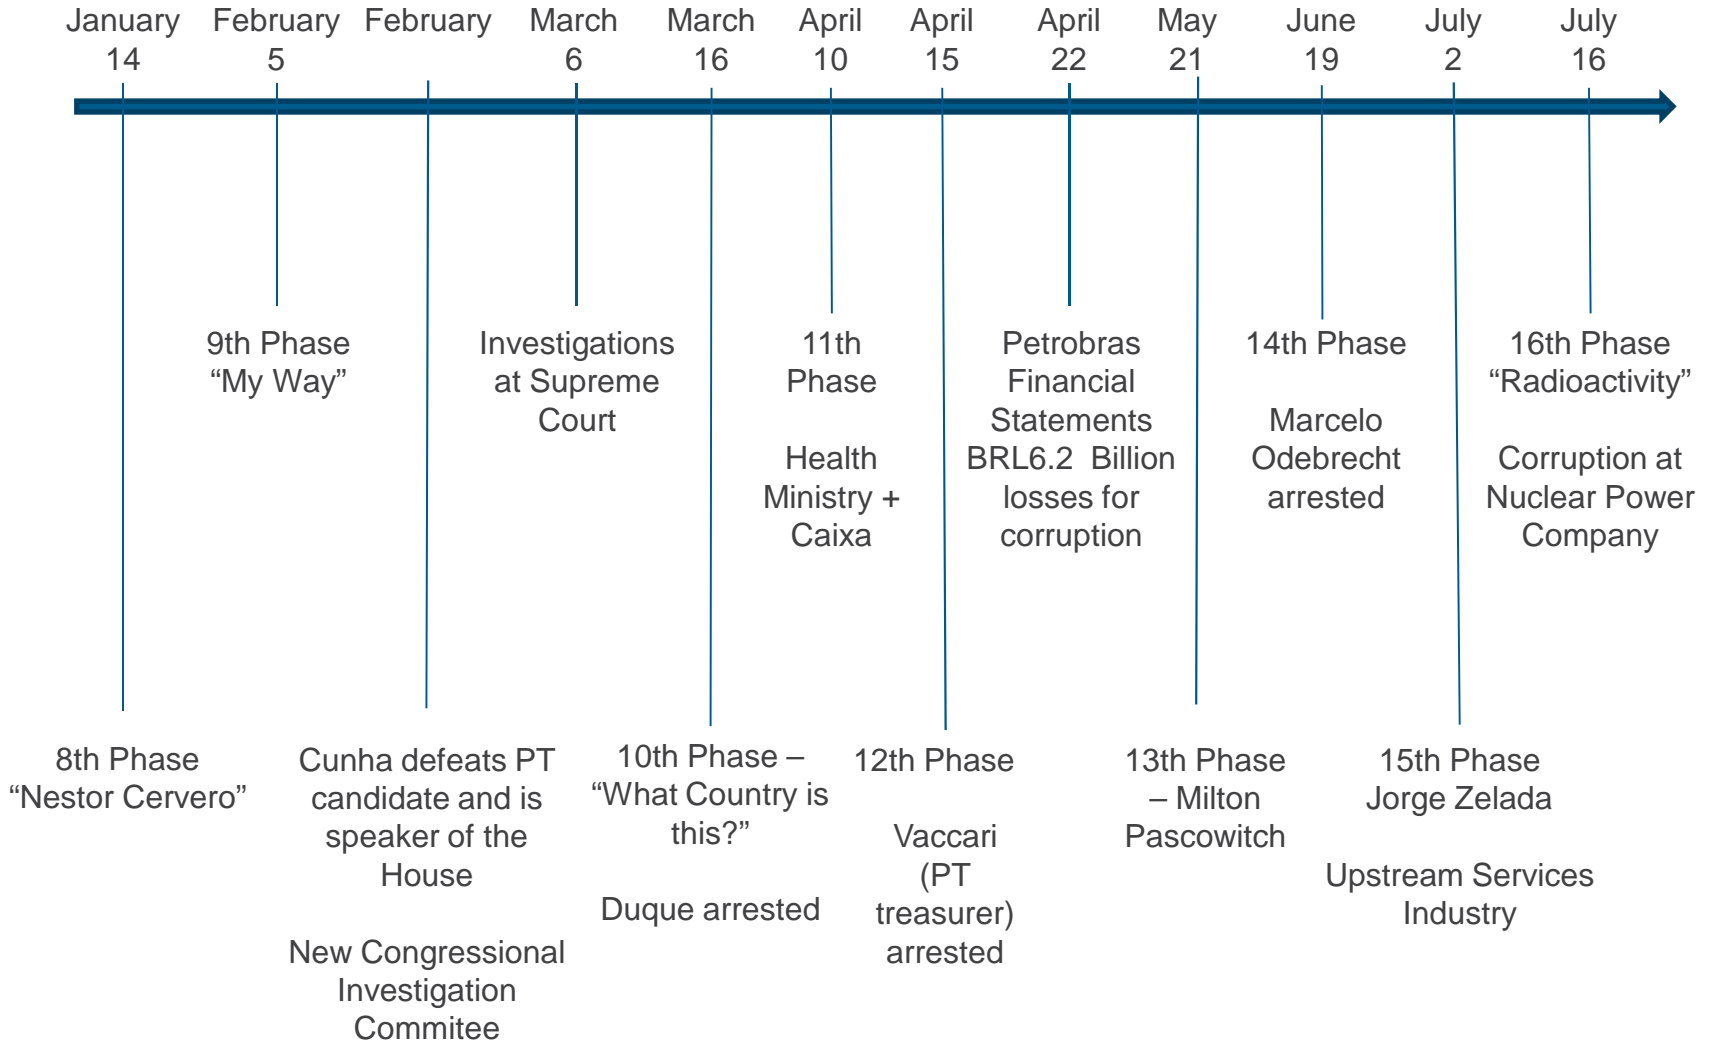 January 14
February 5
February
March 6
March 16
April 10
April 15
April 22
May 21
June 19
July 2
July 16
9th Phase
“My Way”
Investigations
at Supreme
Court
11th
Phase
Health
Ministry +
Caixa
Petrobras
Financial
Statements
BRL6.2 Billion
losses for
corruption
14th Phase
Marcelo
Odebrecht
arrested
16th Phase
“Radioactivity”
Corruption at
Nuclear Power
Company
8th Phase
“Nestor Cervero”
Cunha defeats PT
candidate and is
speaker of the
House
New Congressional
Investigation
Commitee
10th Phase –
“What Country is
this?”
Duque arrested
12th Phase
Vaccari
(PT
treasurer)
arrested
13th Phase
– Milton
Pascowitch
15th Phase
Jorge Zelada
Upstream Services
Industry